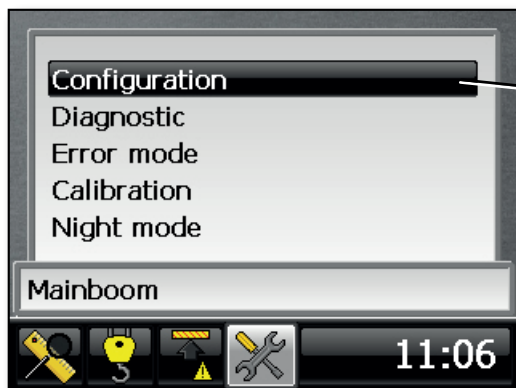 Configuration
Diagnostic
Error mode
Calibration
Night mode
Mainboom
11:06